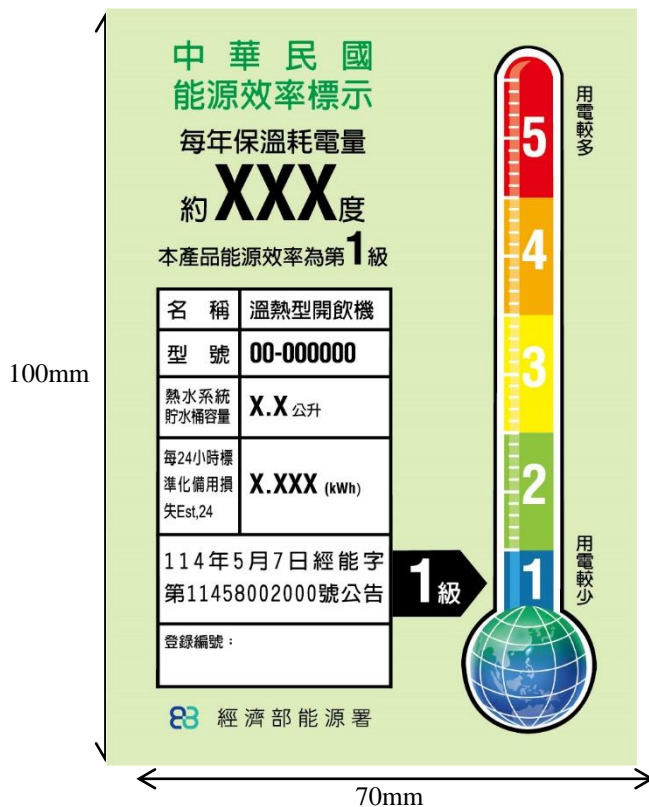 中華民國
能源效率標示
每年保溫耗電量
約XXX度
本產品能源效率為第1級
名稱 溫熱型開飲機
型號 00-000000
熱水系統
貯水桶容量
X.X 公升
每24小時標
準化備用損
失Est,24
X.XXX (kWh)
114年5月7日經能字
第11458002000號公告
登錄編號：
經濟部能源署
1級
用電較多
5
4
3
2
1
用電較少
100mm
70mm